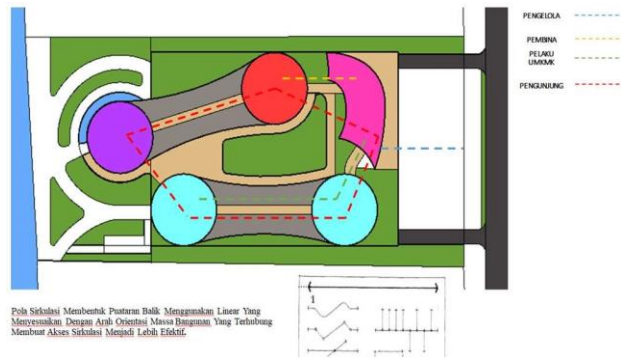 PENGELOLA
PEMBINA
PELAKU
UMKMK
PENGUNJUNG
1
Pola Sirkulasi Membentuk Puataran Balik Menggunakan Linear Yang
Menyesuaikan Dengan Arah Orientasi Massa Bangunan Yang Terhubung
Membuat Akses Sirkulasi Menjadi Lebih Efektif.